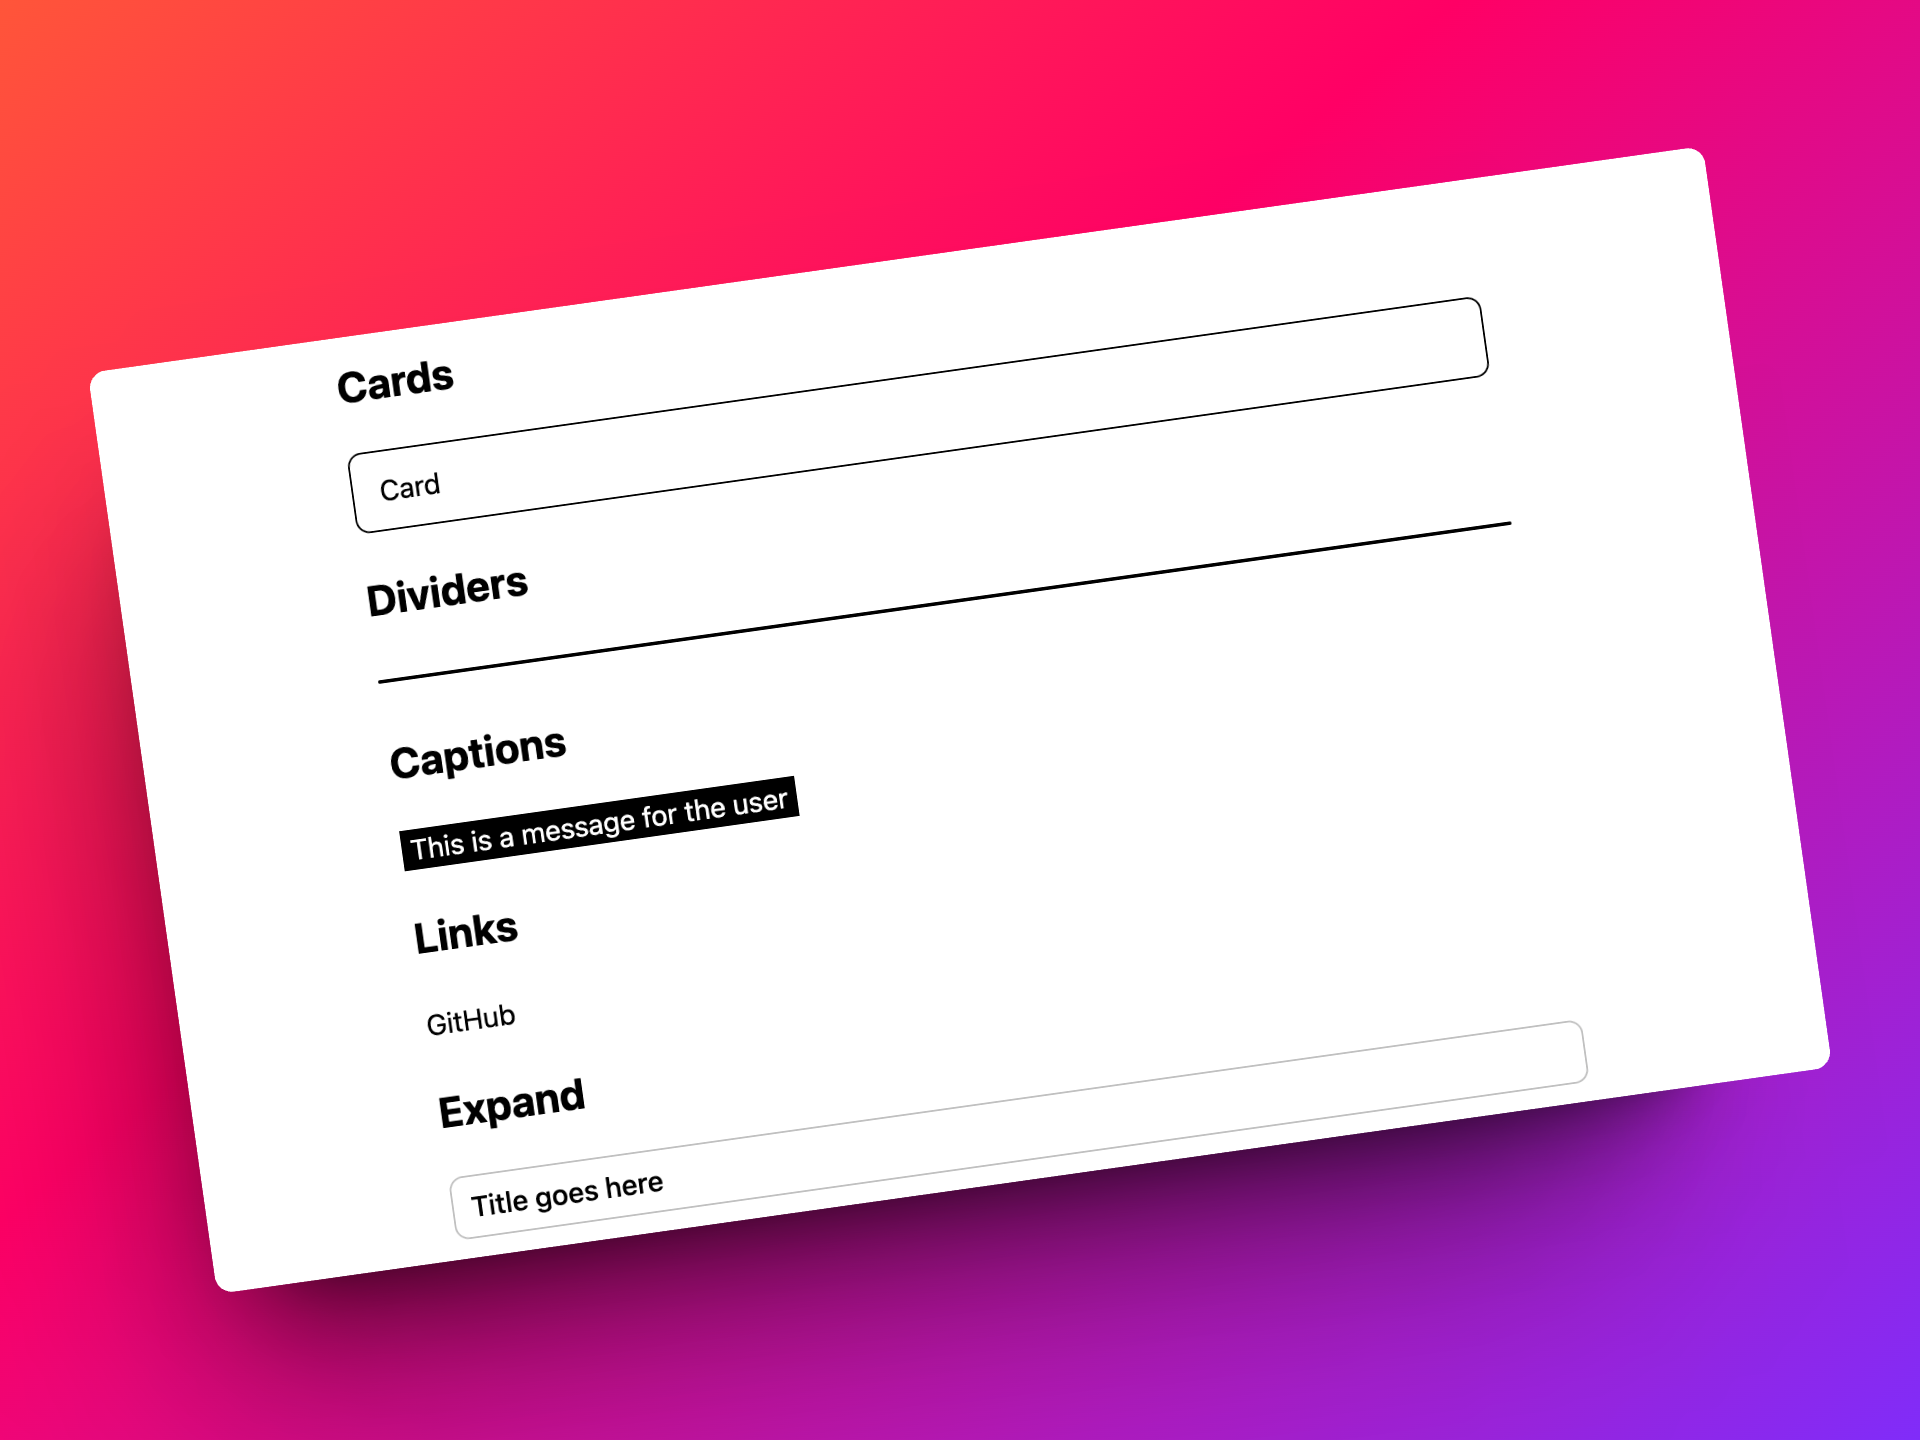 Cards
Card
Dividers
Captions
This is a message for the user
Links
GitHub
Expand
Title goes here